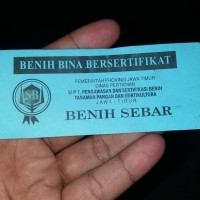 BENIH BINA BERSERTIFIKAT
PEMERINTAH PROVINSI JAWA TIMUR
DINAS PERTANIAN
U P T. PENGAWASAN DAN SERTIFIKASI BENIH
TANAMAN PANGAN DAN HORTIKULTURA
JAWA - TIMUR
BENIH SEBAR
SB